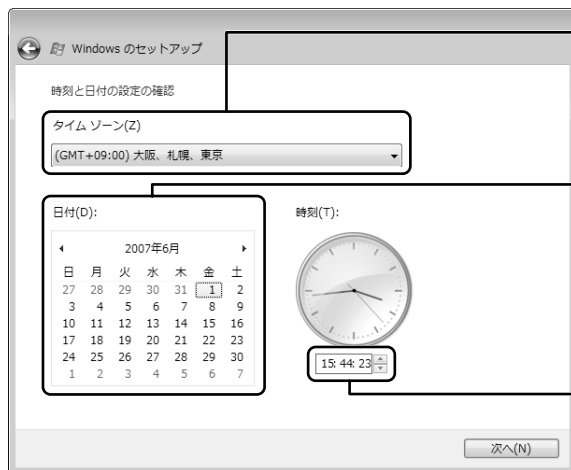 Windows のセットアップ
時刻と日付の設定の確認
タイム ゾーン(Z)
(GMT+09:00) 大阪、札幌、東京
日付(D):
時刻(T):
2007年6月
日 月 火 水 木 金 土
27 28 29 30 31 1 2
3 4 5 6 7 8 9
10 11 12 13 14 15 16
17 18 19 20 21 22 23
24 25 26 27 28 29 30
1 2 3 4 5 6 7
15:44:23
次へ(N)